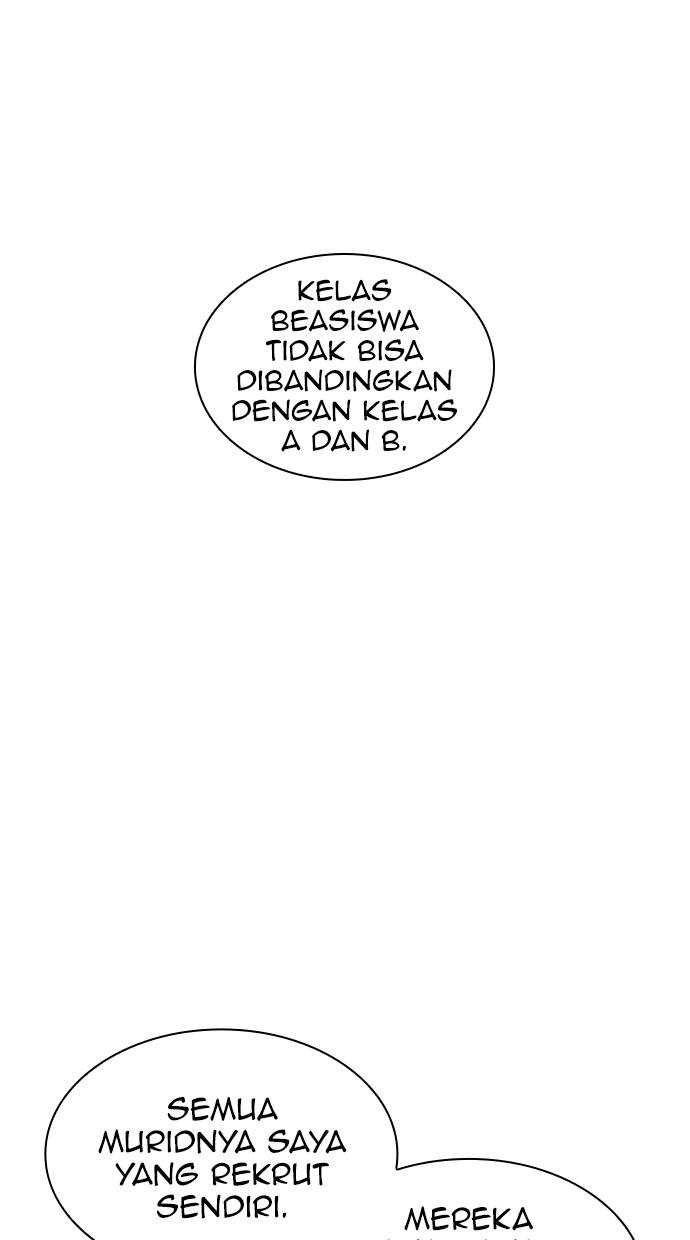 KELAS
BEASISWA
TIDAK BISA
DIBANDINGKAN
DENGAN KELAS
A DAN B.
SEMUA
MURIDNYA SAYA
YANG REKRUT
SENDIRI.
MEREKA